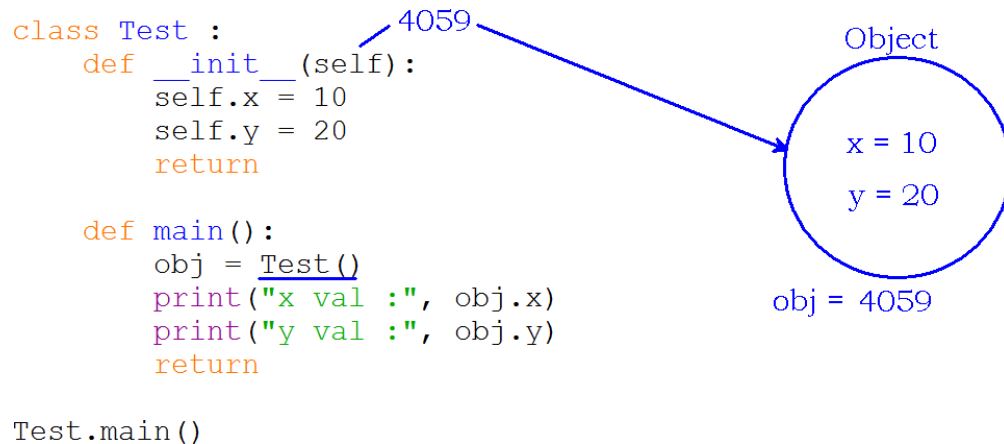 class Test :
    def __init__(self):
        self.x = 10
        self.y = 20
        return

    def main():
        obj = Test()
        print("x val :", obj.x)
        print("y val :", obj.y)
        return

Test.main()
4059
Object
x = 10
y = 20
obj = 4059